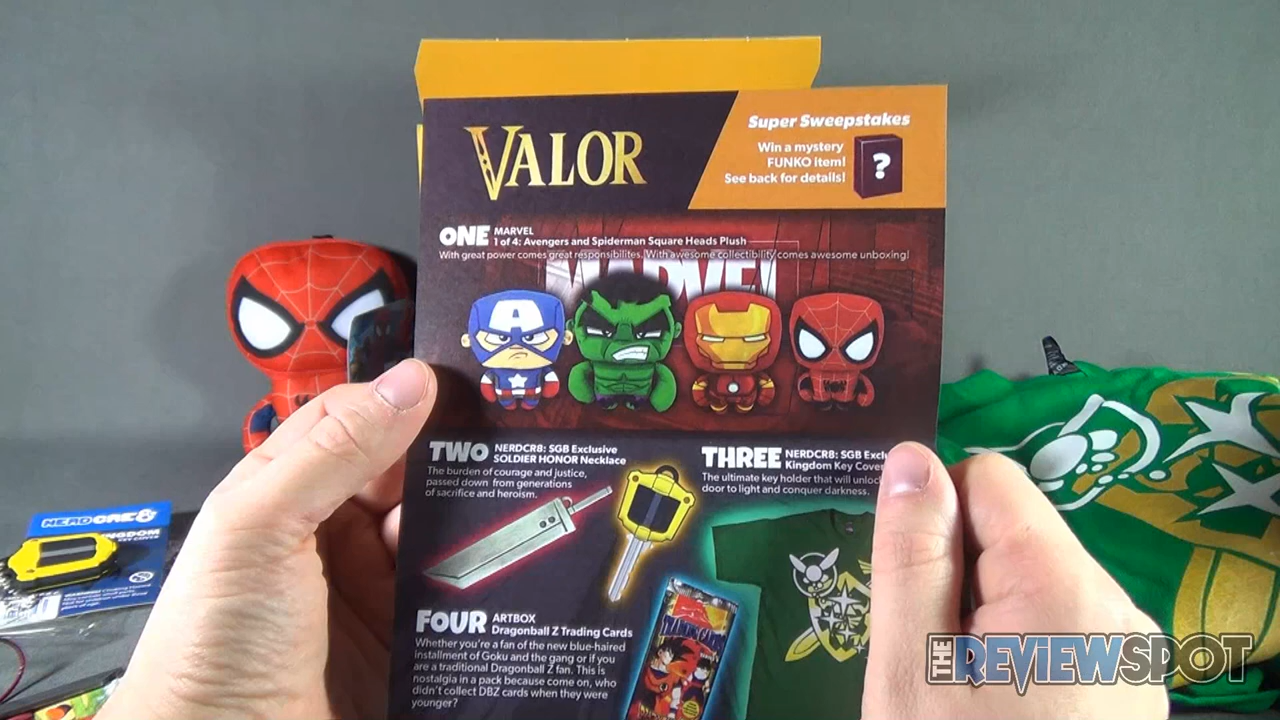 VALOR
Super Sweepstakes
Win a mystery
FUNKO item!
See back for details!
?
ONE MARVEL
1 of 4: Avengers and Spiderman Square Heads Plush
With great power comes great responsibilites. With awesome collectibility comes awesome unboxing!
MARVEL
A
TWO NERDCR8: SGB Exclusive
SOLDIER HONOR Necklace
The burden of courage and justice,
passed down from generations
of sacrifice and heroism.
THREE NERDCR8: SGB
Kingdom Key Cover
The ultimate key holder that will
door to light and conquer darkness.
FOUR ARTBOX
Dragonball Z Trading Cards
Whether you're a fan of the new blue-haired
installment of Goku and the gang or if you
are a traditional Dragonball Z fan. This is
nostalgia in a pack because come on, who
didn't collect DBZ cards when they were
younger?
NERDCR8
THE REVIEWSPOT